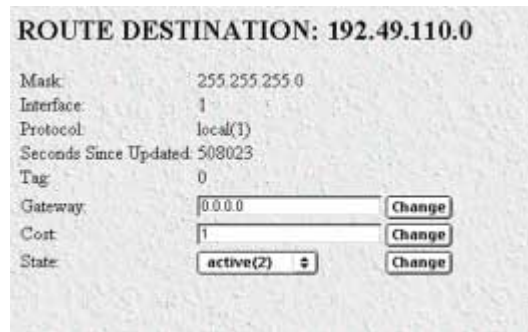 ROUTE DESTINATION: 192.49.110.0
Mask: 255.255.255.0
Interface: 1
Protocol: local(1)
Seconds Since Updated: 508023
Tag: 0
Gateway: 0.0.0.0 Change
Cost: 1 Change
State: active(2) Change